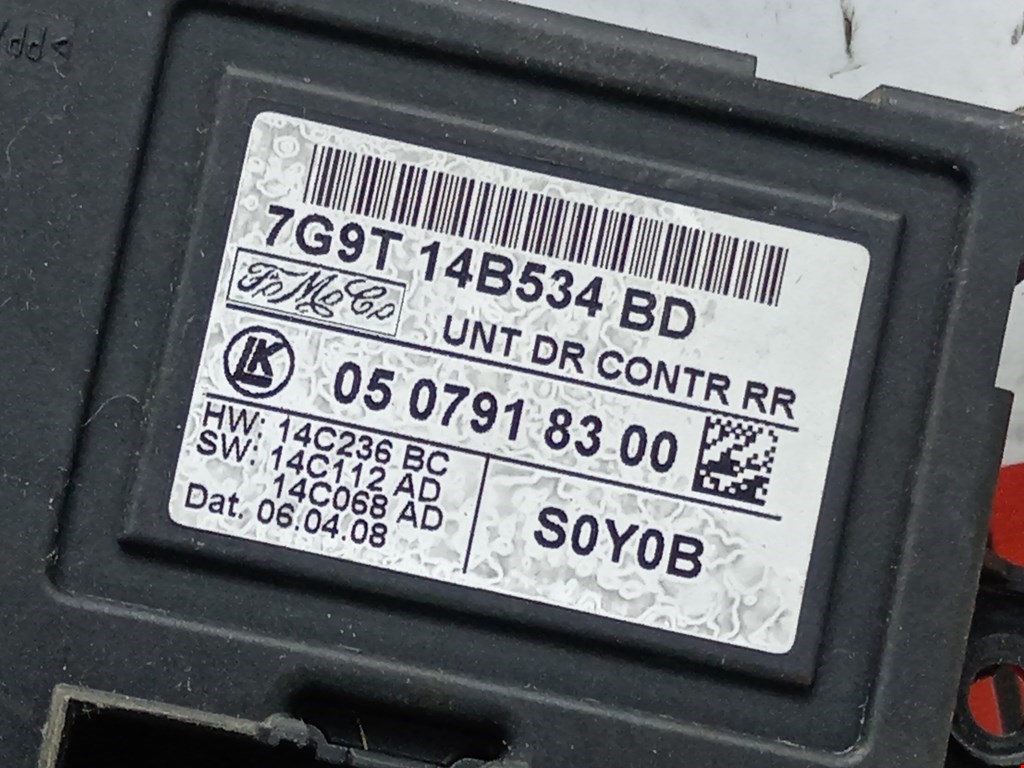 7G9T 14B534 BD
FoMoCo
UNT DR CONTR RR
LK
05 0791 83 00
HW: 14C236 BC
SW: 14C112 AD
14C068 AD
Dat. 06.04.08
S0Y0B